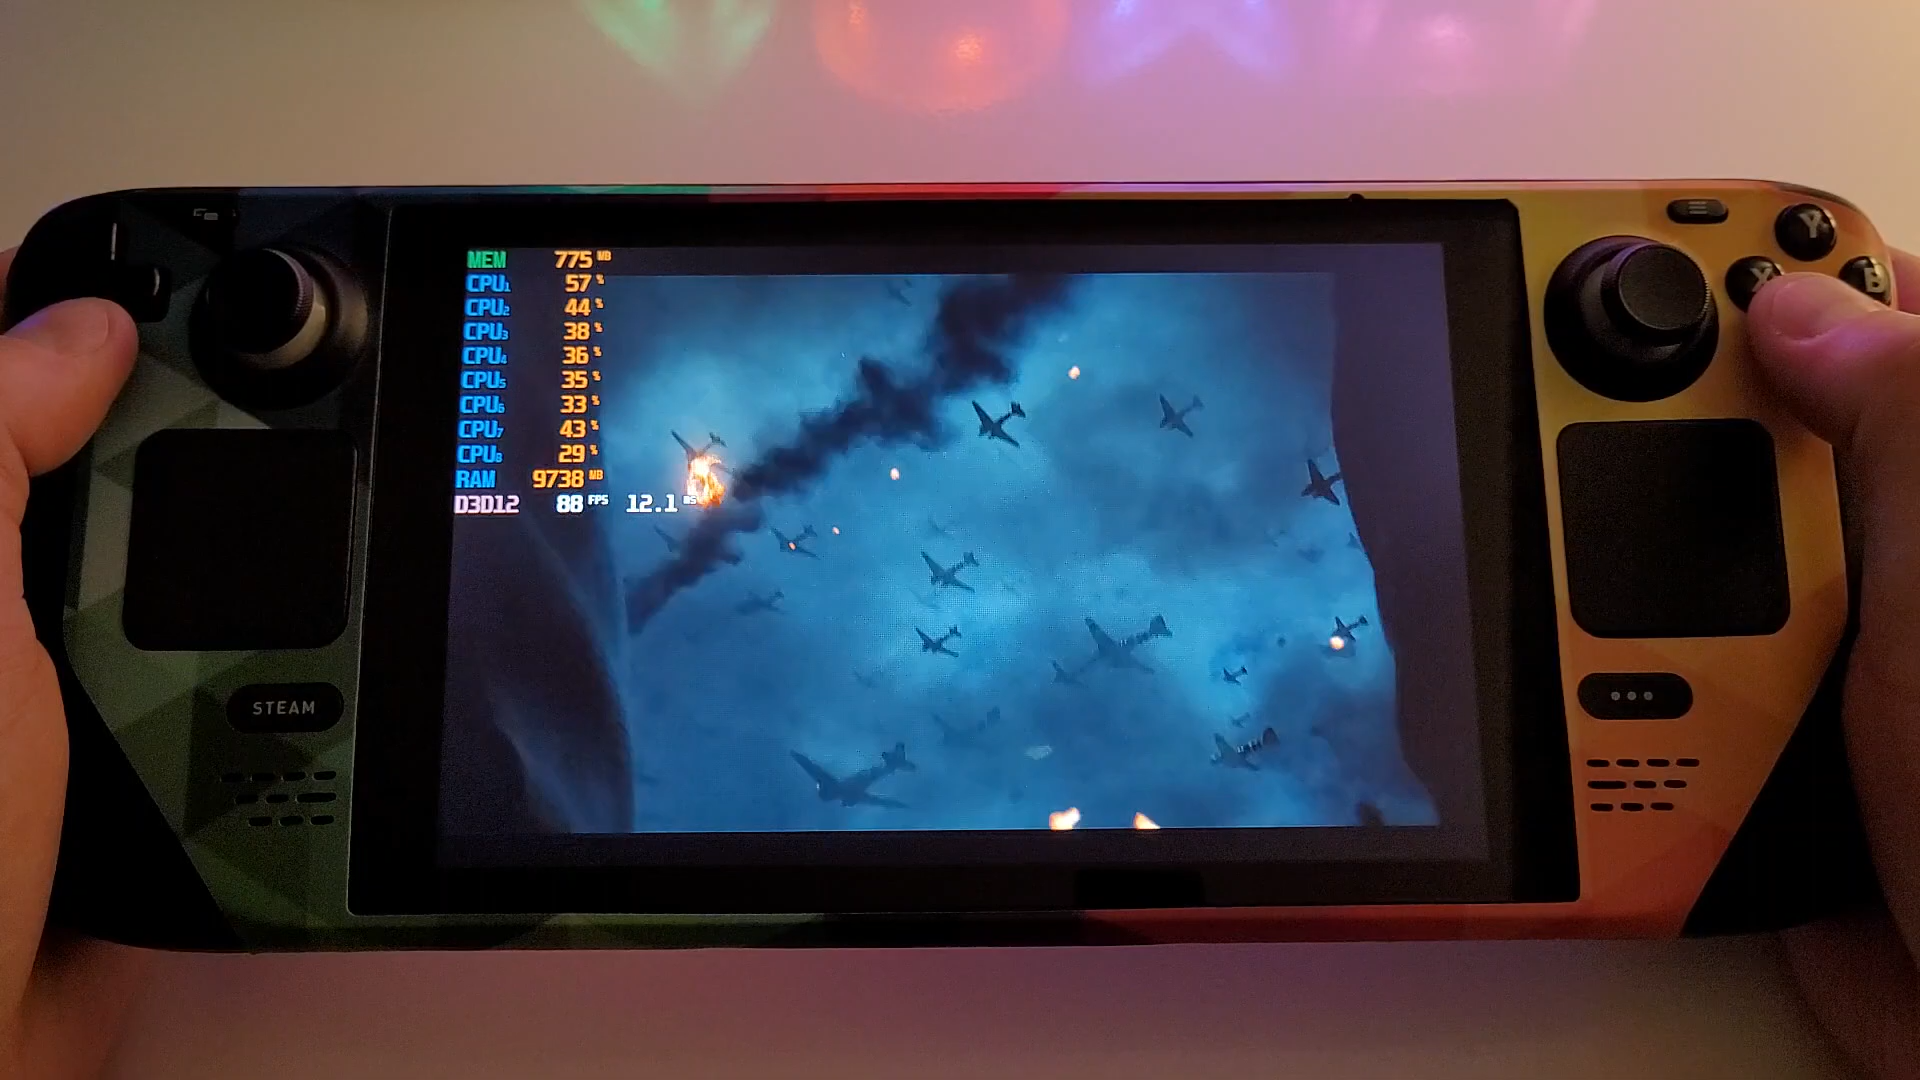 MEM 775 MB
CPU1 57 %
CPU2 44 %
CPU3 38 %
CPU4 36 %
CPU5 35 %
CPU6 33 %
CPU7 43 %
CPU8 29 %
RAM 9738 MB
D3D12 88 FPS 12.1 ms
Y
X
B
STEAM